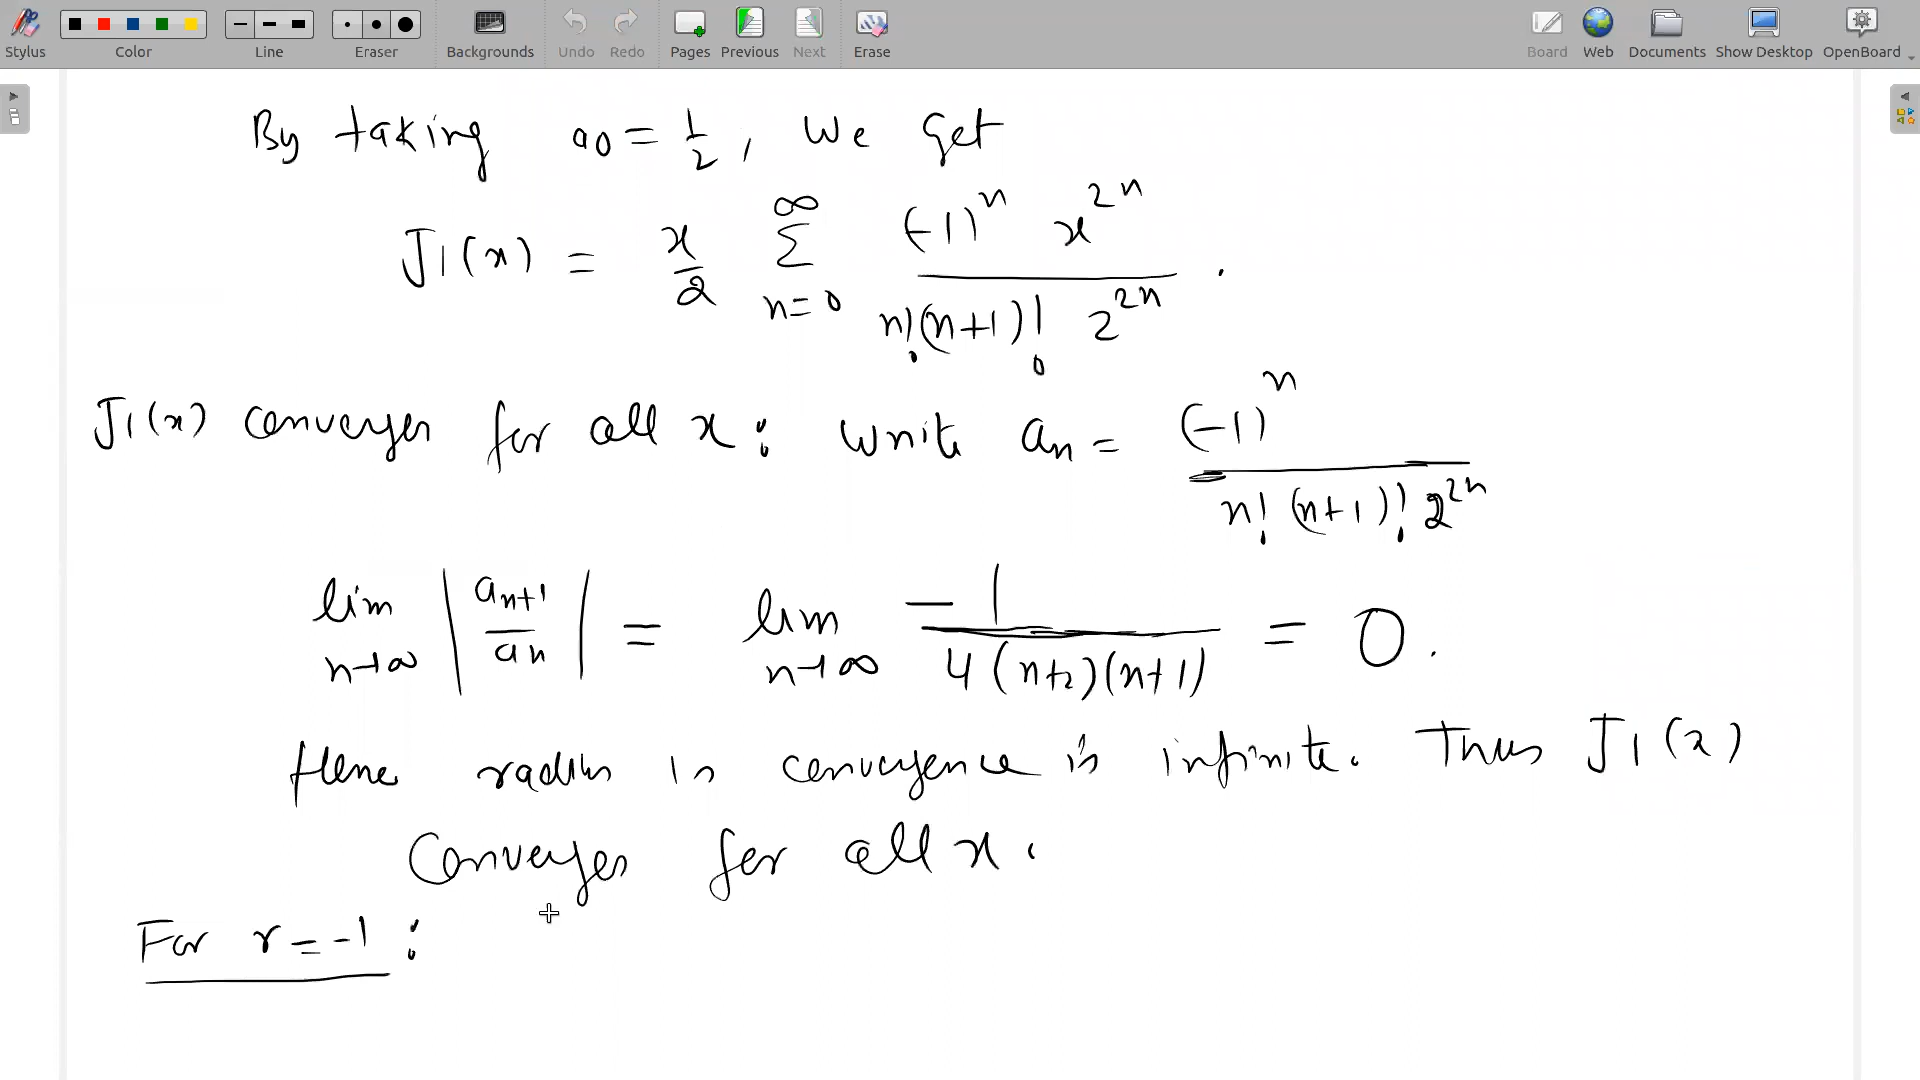 Stylus Color Line Eraser Backgrounds Undo Redo Pages Previous Next Erase Board Web Documents Show Desktop OpenBoard
By taking a0 = 1/2, We get
J1(x) = x/2 ∑_{n=0}^{∞} (-1)^n x^{2n} / n!(n+1)! 2^{2n} .
J1(x) converges for all x: Write an = (-1)^n / n! (n+1)! 2^{2n}
lim_{n→∞} | an+1 / an | = lim_{n→∞} -1 / 4(n+2)(n+1) = 0.
Hence radius in convergence is infinite. Thus J1(x)
Converges for all x.
For r = -1 :